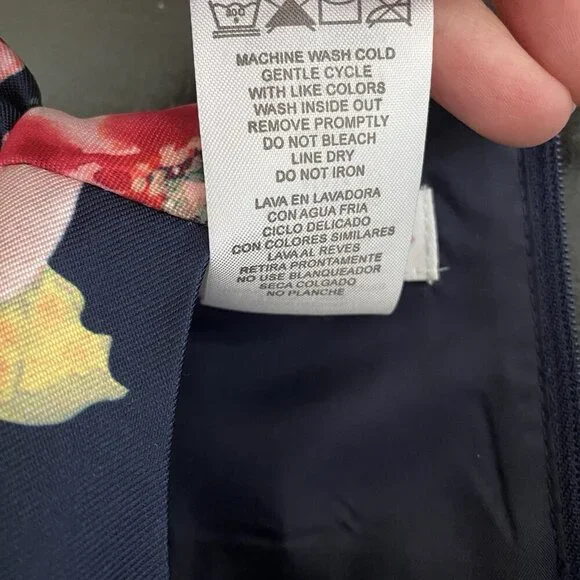 MACHINE WASH COLD
GENTLE CYCLE
WITH LIKE COLORS
WASH INSIDE OUT
REMOVE PROMPTLY
DO NOT BLEACH
LINE DRY
DO NOT IRON
LAVA EN LAVADORA
CON AGUA FRIA
CICLO DELICADO
CON COLORES SIMILARES
LAVA AL REVES
RETIRA PRONTAMENTE
NO USE BLANQUEADOR
SECA COLGADO
NO PLANCHE